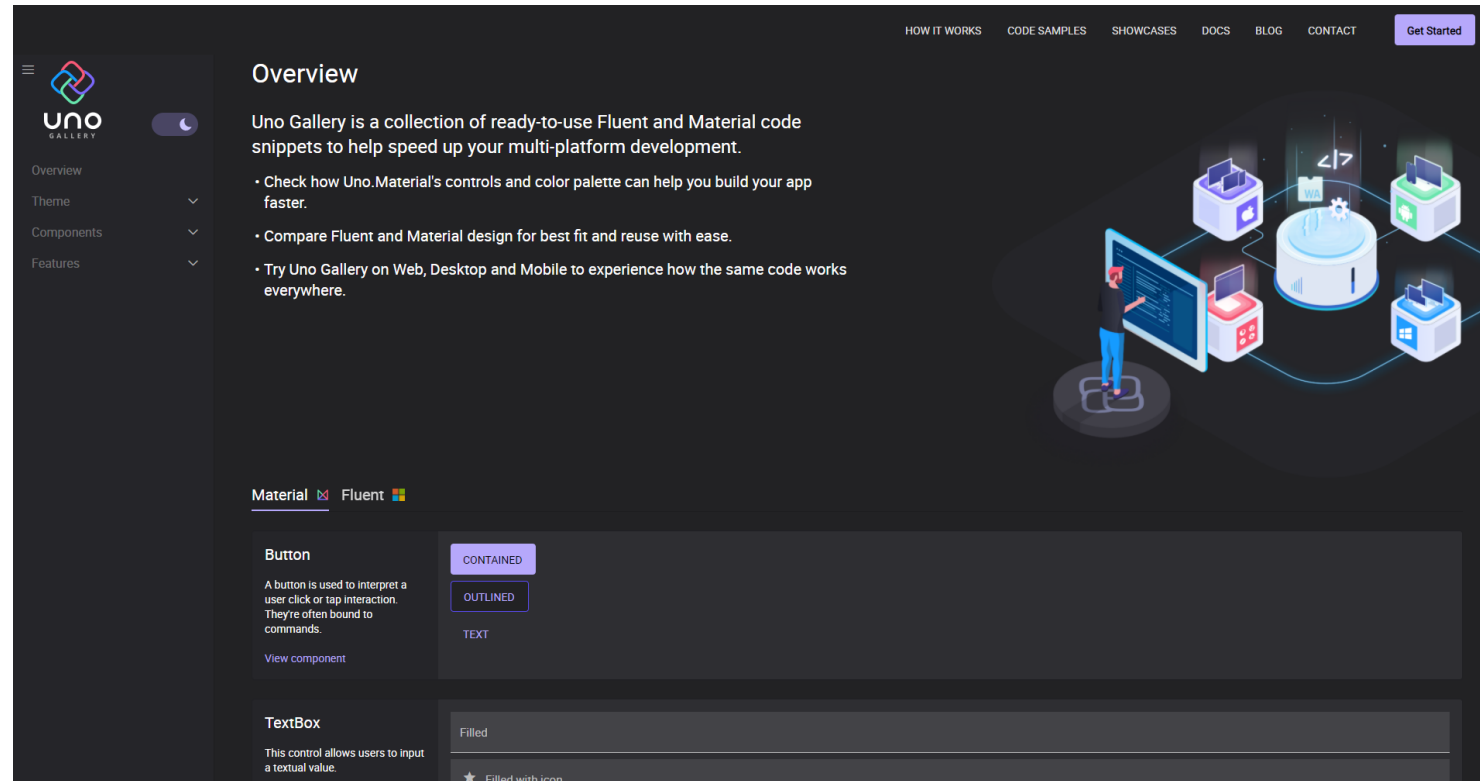 HOW IT WORKS CODE SAMPLES SHOWCASES DOCS BLOG CONTACT Get Started
UNO
GALLERY
Overview
Theme
Components
Features
Overview
Uno Gallery is a collection of ready-to-use Fluent and Material code
snippets to help speed up your multi-platform development.
• Check how Uno.Material's controls and color palette can help you build your app
faster.
• Compare Fluent and Material design for best fit and reuse with ease.
• Try Uno Gallery on Web, Desktop and Mobile to experience how the same code works
everywhere.
</>
WA
Material Fluent
Button
A button is used to interpret a
user click or tap interaction.
They're often bound to
commands.
View component
CONTAINED
OUTLINED
TEXT
TextBox
This control allows users to input
a textual value.
Filled
Filled with icon